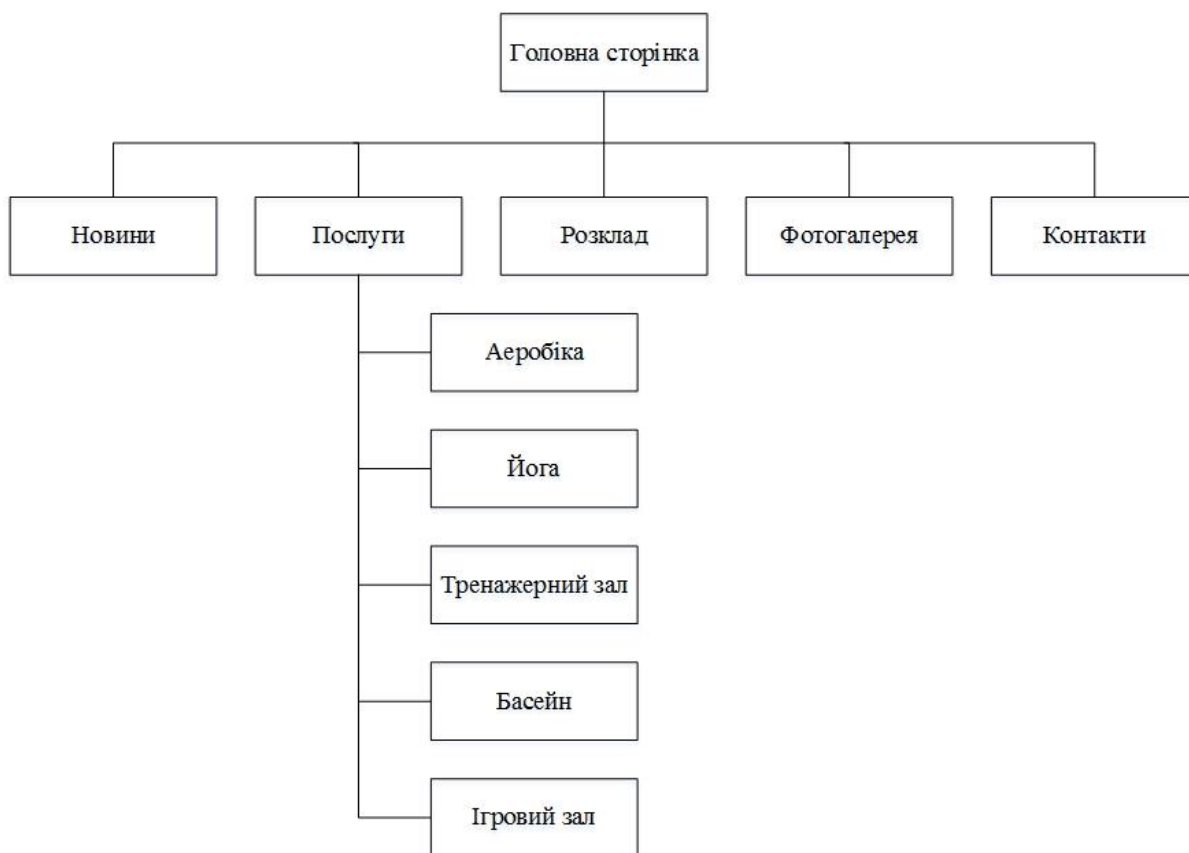 Головна сторінка
Новини
Послуги
Розклад
Фотогалерея
Контакти
Аеробіка
Йога
Тренажерний зал
Басейн
Ігровий зал